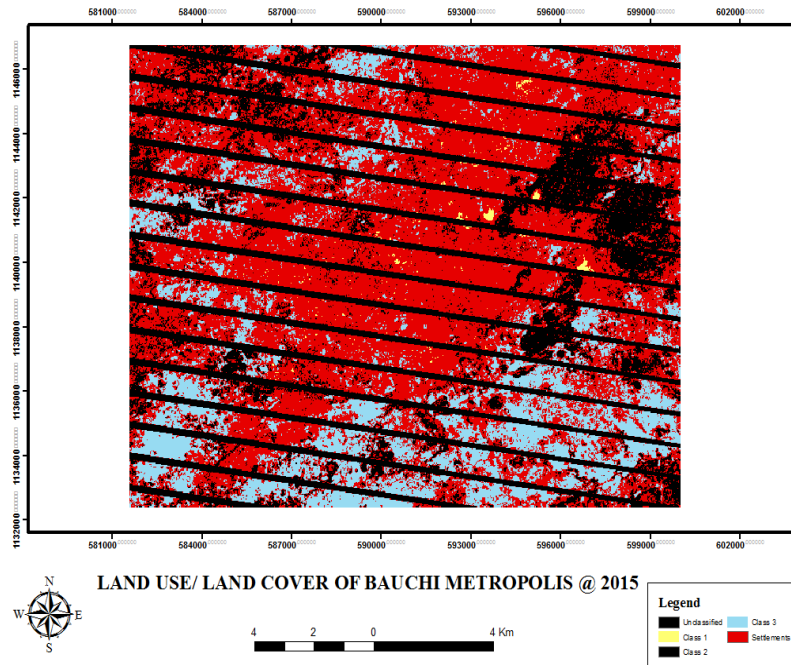 581000 584000 587000 590000 593000 596000 599000 602000
1146000
1144000
1142000
1140000
1138000
1136000
1134000
1132000
581000 584000 587000 590000 593000 596000 599000 602000
LAND USE/ LAND COVER OF BAUCHI METROPOLIS @ 2015
N
W E
S
4 2 0 4 Km
Legend
Unclassified Class 3
Class 1 Settlements
Class 2